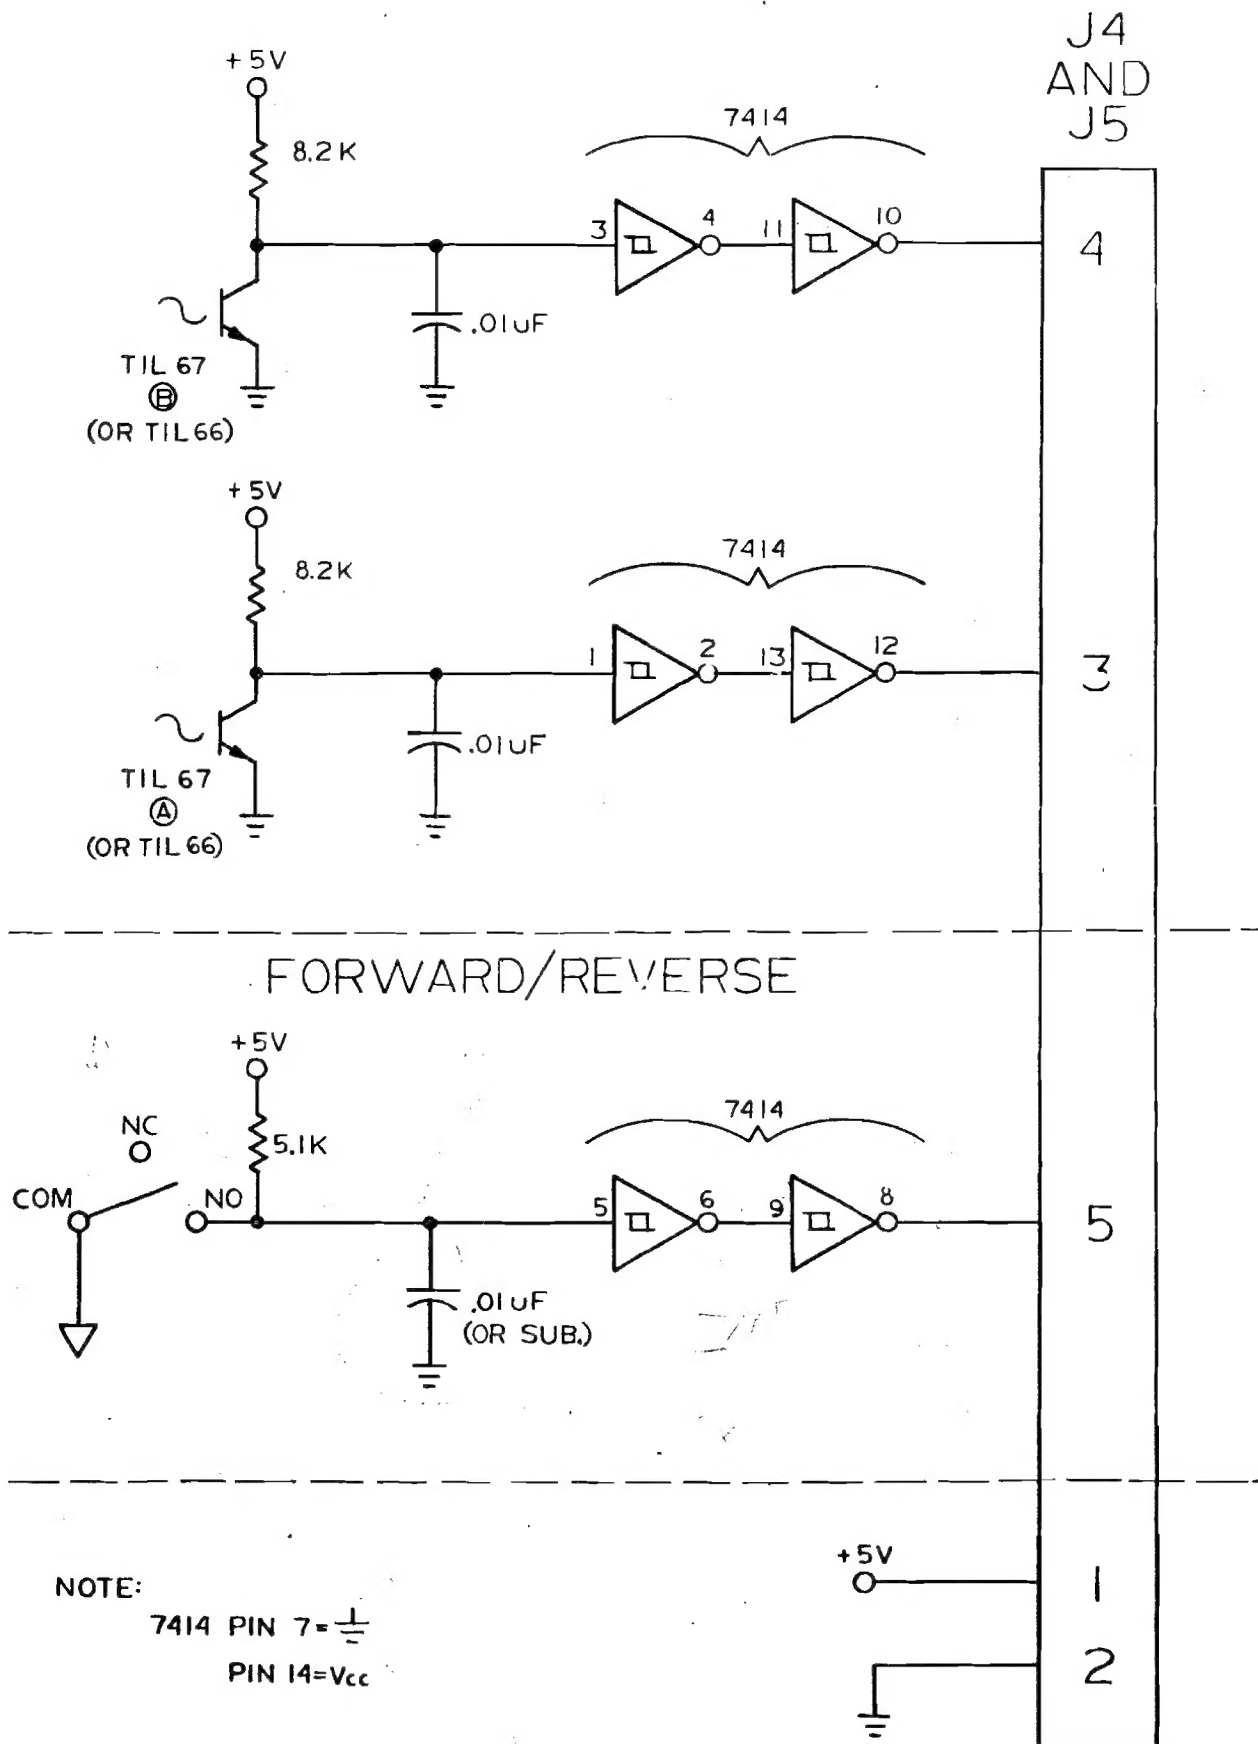 J4
AND
J5
+5V
8.2K
7414
3
4
11
10
4
.01uF
TIL 67
B
(OR TIL66)
+5V
8.2K
7414
1
2
13
12
3
.01uF
TIL 67
A
(OR TIL66)
FORWARD/REVERSE
+5V
NC
5.1K
7414
COM
NO
5
6
9
8
5
.01uF
(OR SUB.)
+5V
1
NOTE:
7414 PIN 7=
PIN 14=Vcc
2